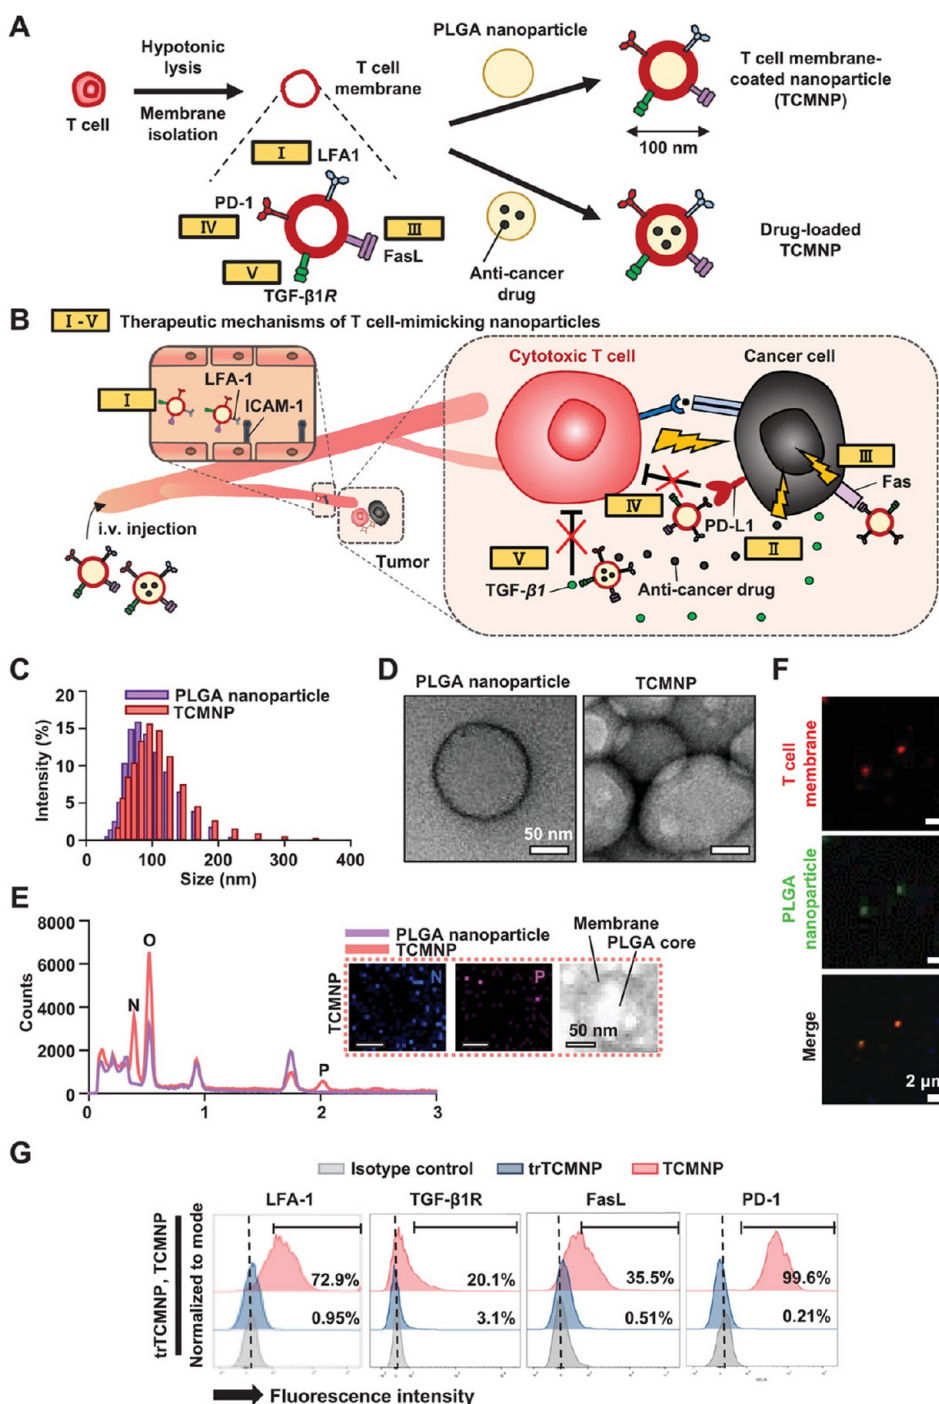 A
T cell
Hypotonic
lysis
Membrane
isolation
T cell
membrane
PLGA nanoparticle
T cell membrane-
coated nanoparticle
(TCMNP)
100 nm
I
LFA1
PD-1
IV
III
FasL
V
TGF-β1R
Anti-cancer
drug
Drug-loaded
TCMNP
B
I - V
Therapeutic mechanisms of T cell-mimicking nanoparticles
I
LFA-1
ICAM-1
i.v. injection
Tumor
Cytotoxic T cell
Cancer cell
III
Fas
IV
PD-L1
II
V
TGF-β1
Anti-cancer drug
C
PLGA nanoparticle
TCMNP
Intensity (%)
20
15
10
5
0
0 100 200 300 400
Size (nm)
D
PLGA nanoparticle
TCMNP
50 nm
F
T cell
membrane
PLGA
nanoparticle
Merge
2 μm
E
PLGA nanoparticle
TCMNP
Counts
8000
6000
4000
2000
0
0 1 2 3
N
O
P
TCMNP
N
P
Membrane
PLGA core
50 nm
G
Isotype control
trTCMNP
TCMNP
trTCMNP, TCMNP
Normalized to mode
LFA-1
72.9%
0.95%
TGF-β1R
20.1%
3.1%
FasL
35.5%
0.51%
PD-1
99.6%
0.21%
Fluorescence intensity